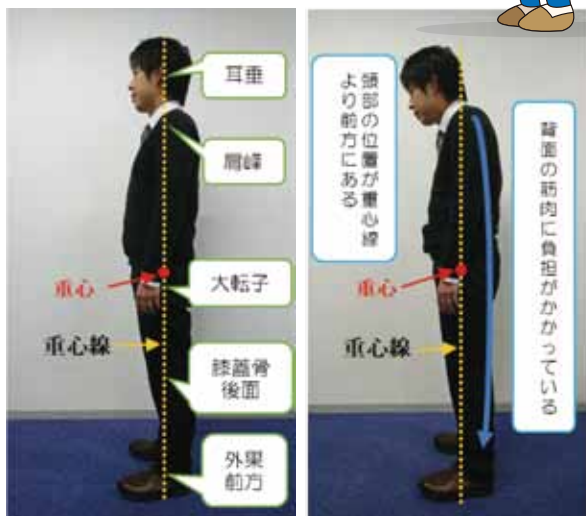 耳垂
肩峰
重心
大転子
重心線
膝蓋骨
後面
外果
前方
頭部の位置が重心線
より前方にある
背面の筋肉に負担がかかっている
重心
重心線